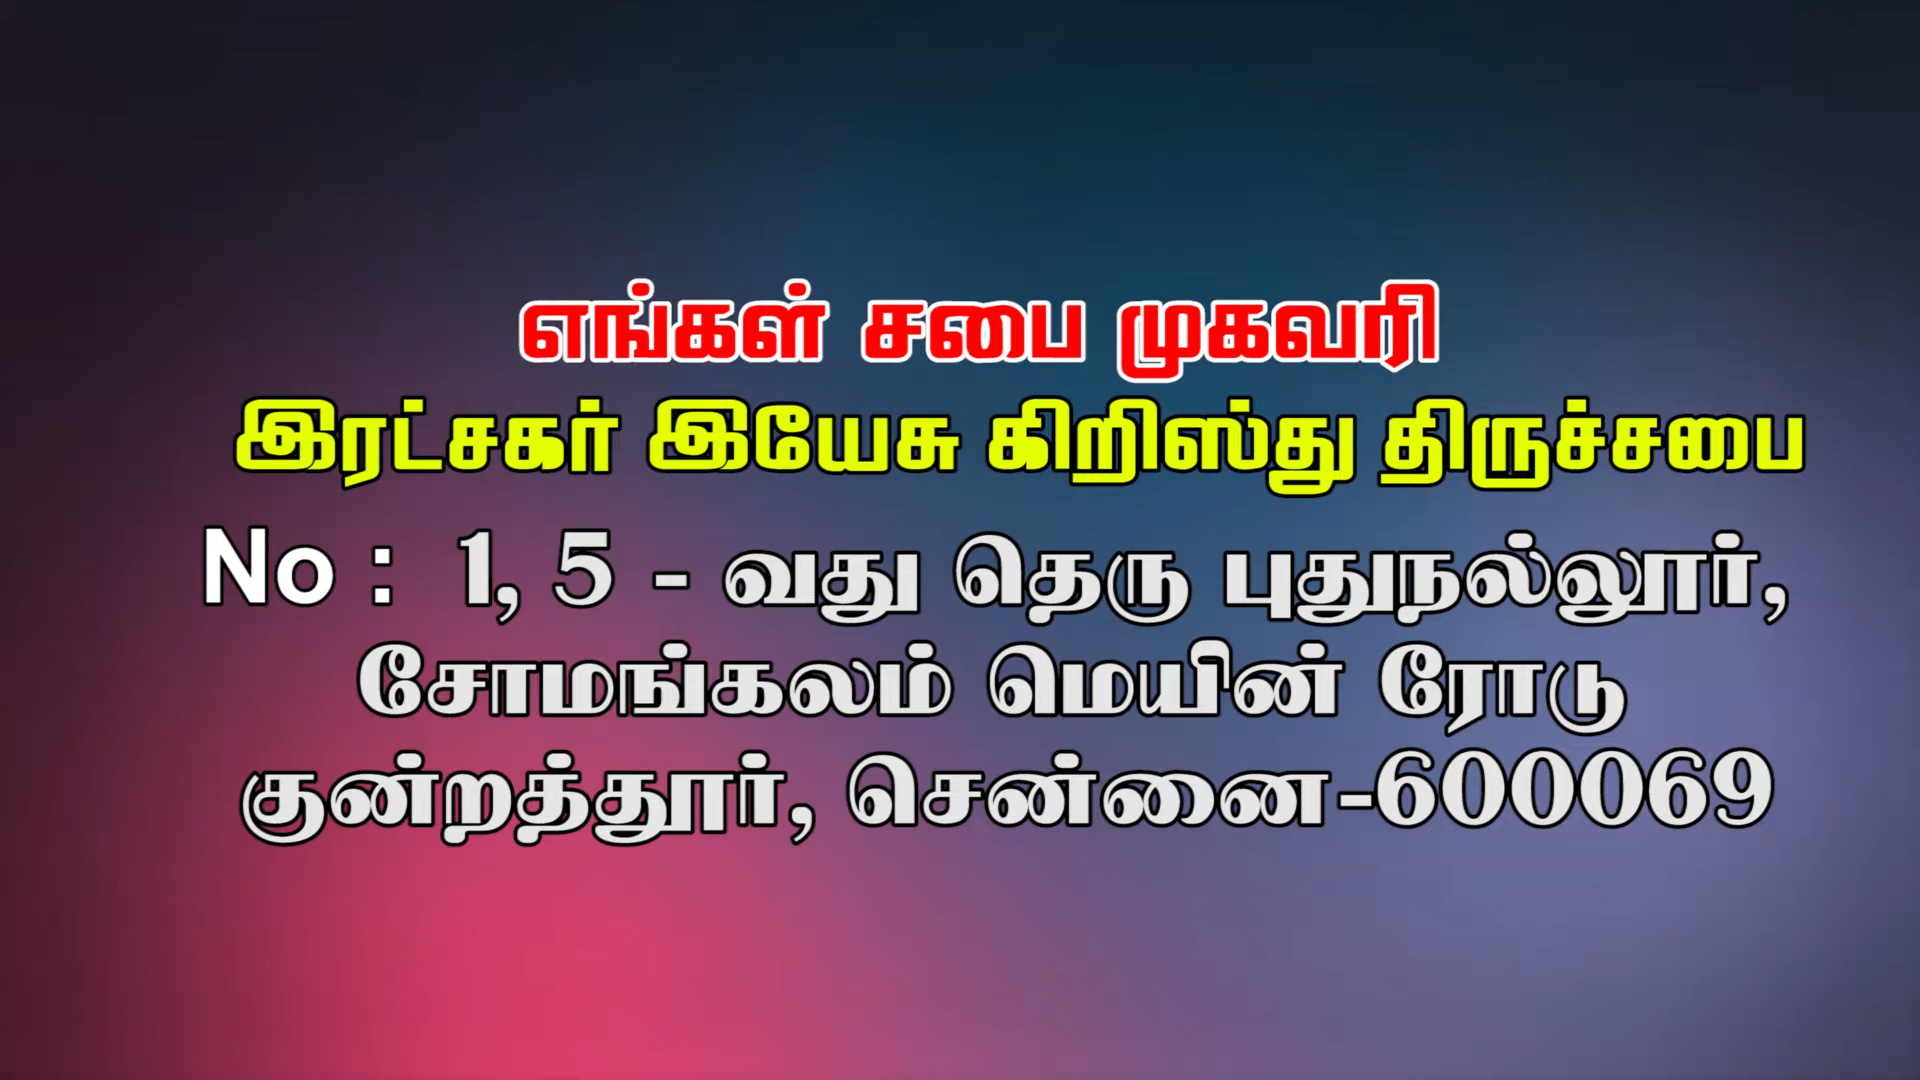 எங்கள் சபை முகவரி
இரட்சகர் இயேசு கிறிஸ்து திருச்சபை
No : 1, 5 - வது தெரு புதுநல்லூர்,
சோமங்கலம் மெயின் ரோடு
குன்றத்தூர், சென்னை-600069